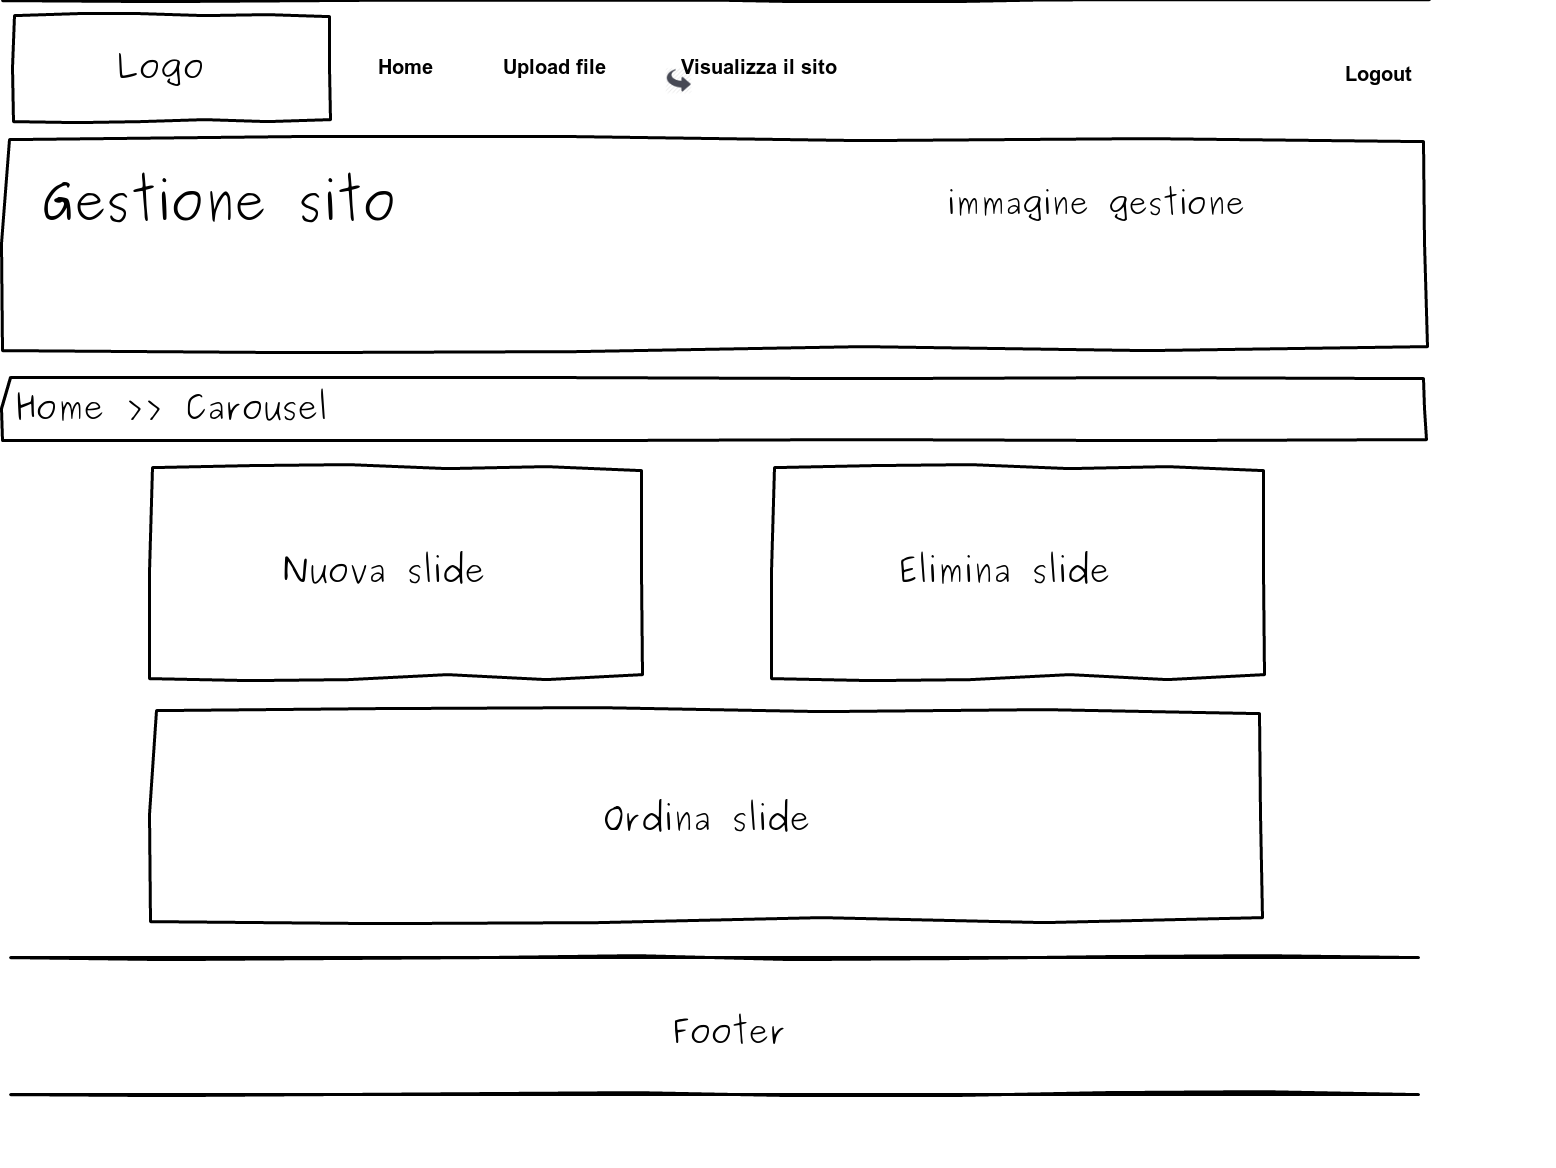 Logo
Home Upload file Visualizza il sito Logout
Gestione sito immagine gestione
Home >> Carousel
Nuova slide Elimina slide
Ordina slide
Footer